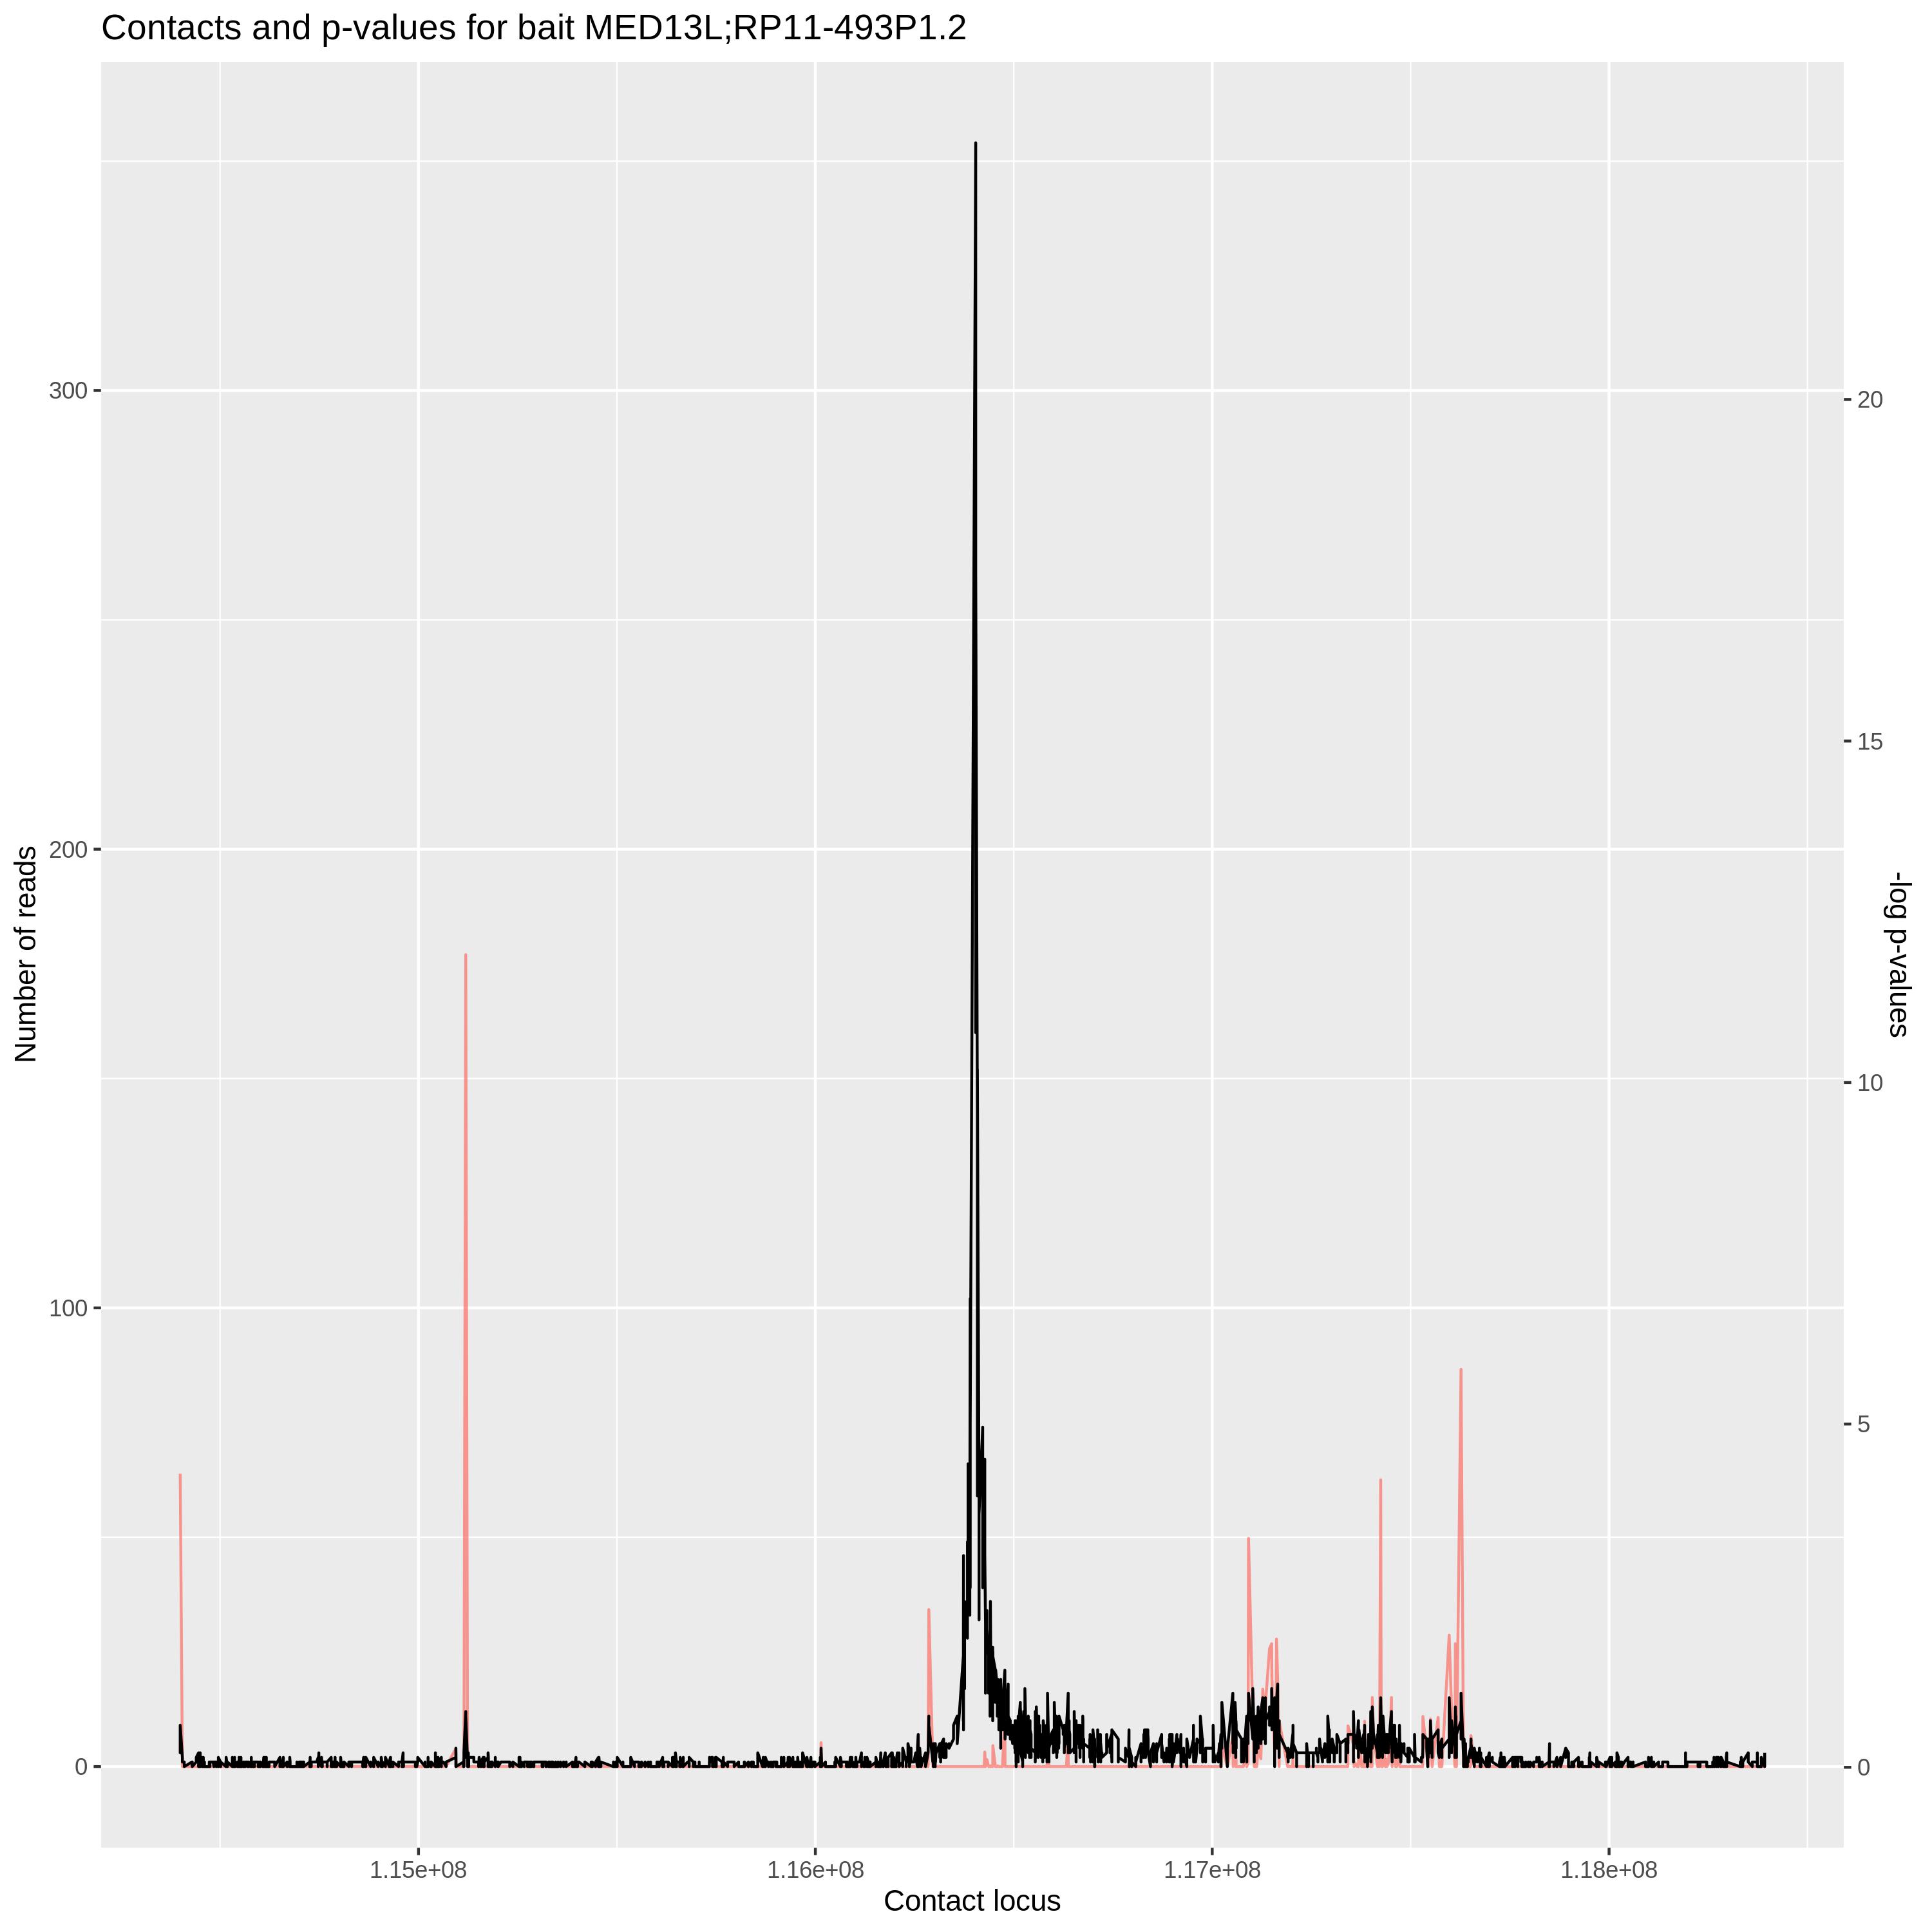 Contacts and p-values for bait MED13L;RP11-493P1.2
Number of reads
300
200
100
0
20
15
10
5
0
-log p-values
1.15e+08
1.16e+08
1.17e+08
1.18e+08
Contact locus